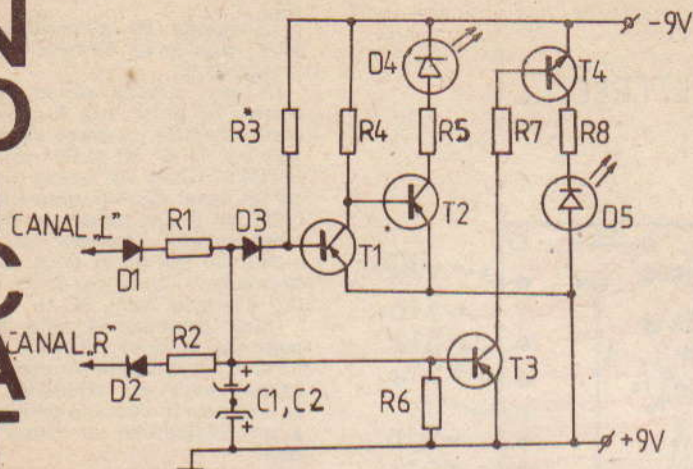 N
O
C
A
-9V
D4
T4
R3*
R4
R5
R7
R8
CANAL „L"
R1
D3
T2
D5
D1
T1
CANAL „R"
R2
D2
+
C1, C2
+
R6
T3
+9V